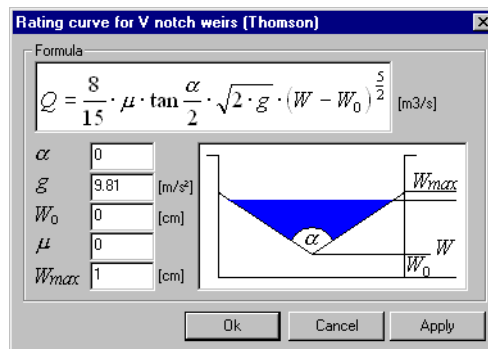 Rating curve for V notch weirs (Thomson)
Formula
Q = 8/15 · μ · tan α/2 · √2 · g · (W − W₀)^5/2 [m3/s]
α 0
g 9.81 [m/s²]
W₀ 0 [cm]
μ 0
Wmax 1 [cm]
Wmax
α
W
W₀
Ok Cancel Apply